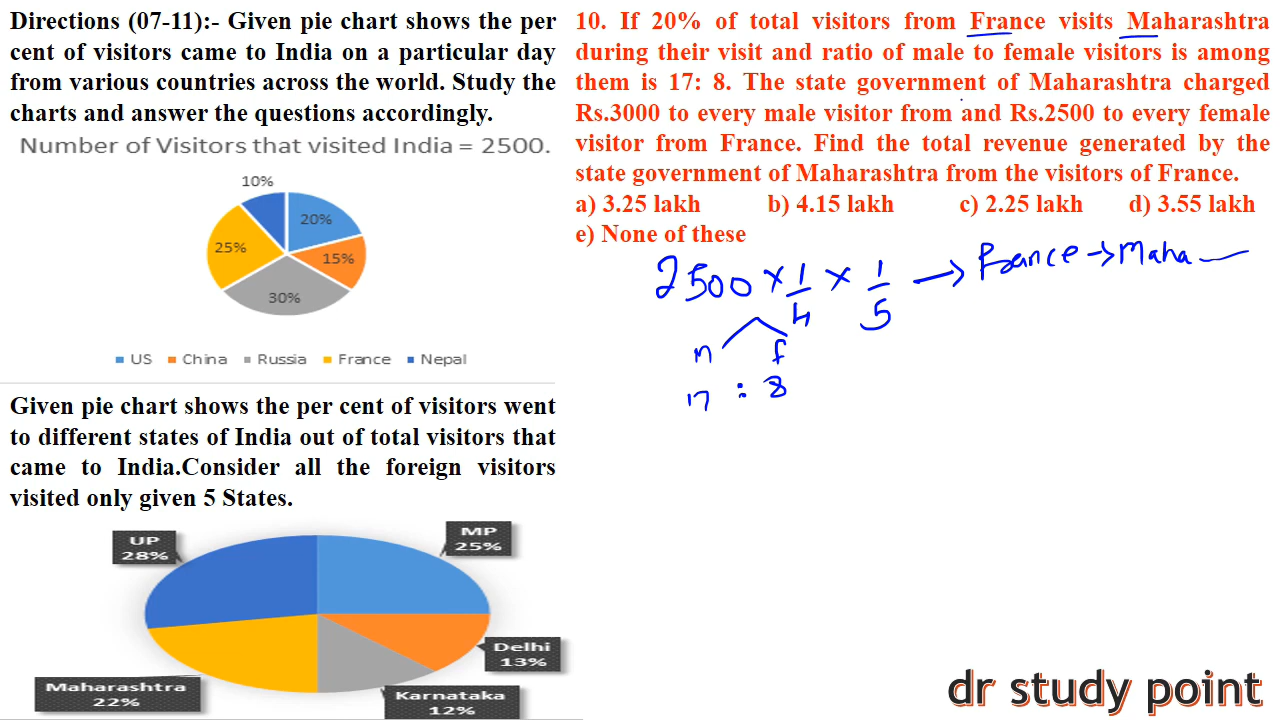 Directions (07-11):- Given pie chart shows the per
cent of visitors came to India on a particular day
from various countries across the world. Study the
charts and answer the questions accordingly.
Number of Visitors that visited India = 2500.
10%
20%
25%
15%
30%
US China Russia France Nepal
Given pie chart shows the per cent of visitors went
to different states of India out of total visitors that
came to India.Consider all the foreign visitors
visited only given 5 States.
UP
28%
MP
25%
Delhi
13%
Maharashtra
22%
Karnataka
12%
10. If 20% of total visitors from France visits Maharashtra
during their visit and ratio of male to female visitors is among
them is 17: 8. The state government of Maharashtra charged
Rs.3000 to every male visitor from and Rs.2500 to every female
visitor from France. Find the total revenue generated by the
state government of Maharashtra from the visitors of France.
a) 3.25 lakh b) 4.15 lakh c) 2.25 lakh d) 3.55 lakh
e) None of these
2500 × 1/4 × 1/5 → France → Maha
m f
17 : 8
dr study point